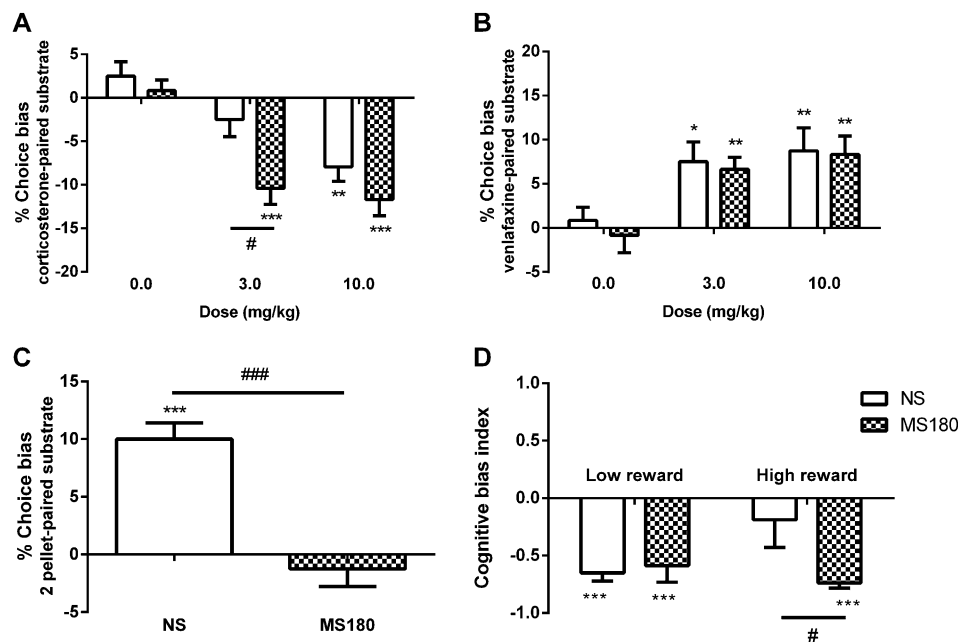 A
% Choice bias
corticosterone-paired substrate
5
0
-5
-10
-15
-20
**
***
***
#
0.0 3.0 10.0
Dose (mg/kg)
B
% Choice bias
venlafaxine-paired substrate
20
15
10
5
0
-5
*
**
**
**
0.0 3.0 10.0
Dose (mg/kg)
C
% Choice bias
2 pellet-paired substrate
15
10
5
0
-5
###
***
NS MS180
D
Cognitive bias index
1.0
0.5
0.0
-0.5
-1.0
NS
MS180
Low reward High reward
*** *** ***
#